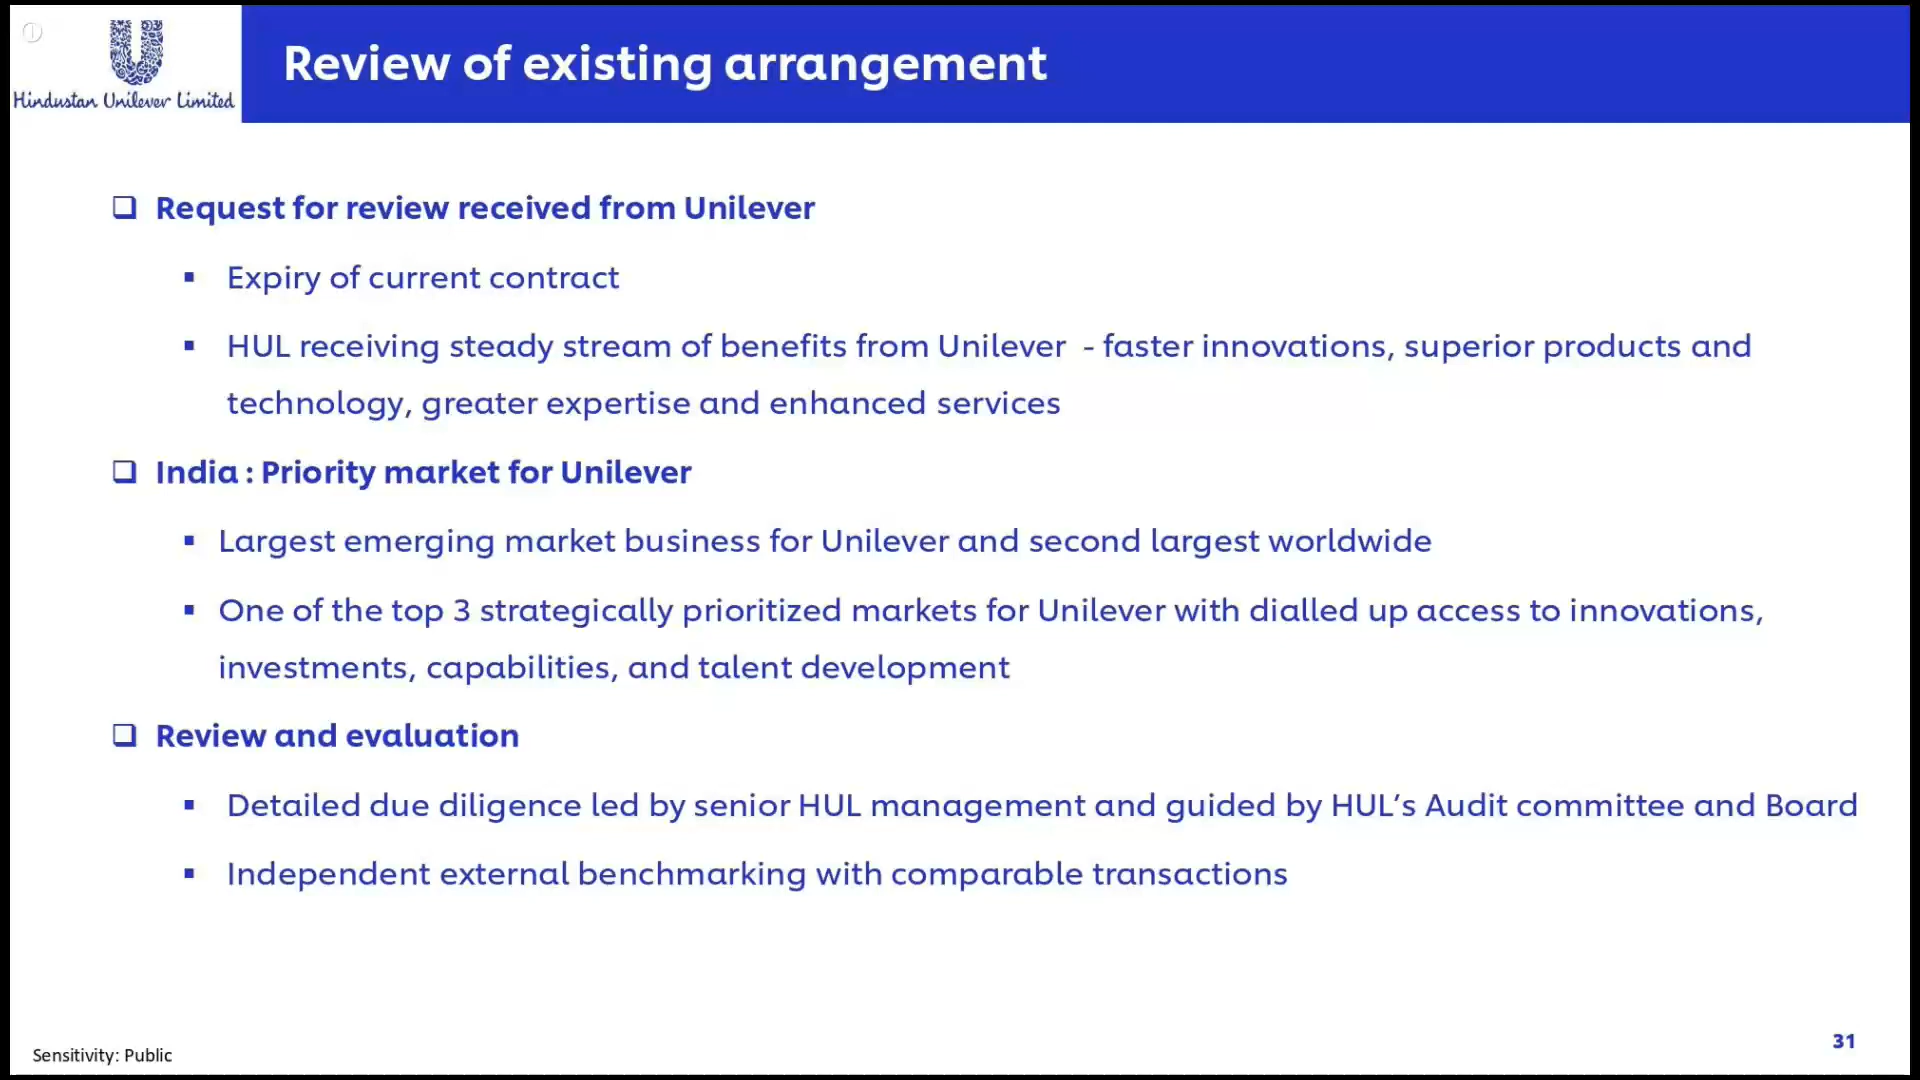 Hindustan Unilever Limited
Review of existing arrangement
❑ Request for review received from Unilever
▪ Expiry of current contract
▪ HUL receiving steady stream of benefits from Unilever - faster innovations, superior products and
technology, greater expertise and enhanced services
❑ India : Priority market for Unilever
▪ Largest emerging market business for Unilever and second largest worldwide
▪ One of the top 3 strategically prioritized markets for Unilever with dialled up access to innovations,
investments, capabilities, and talent development
❑ Review and evaluation
▪ Detailed due diligence led by senior HUL management and guided by HUL’s Audit committee and Board
▪ Independent external benchmarking with comparable transactions
Sensitivity: Public
31